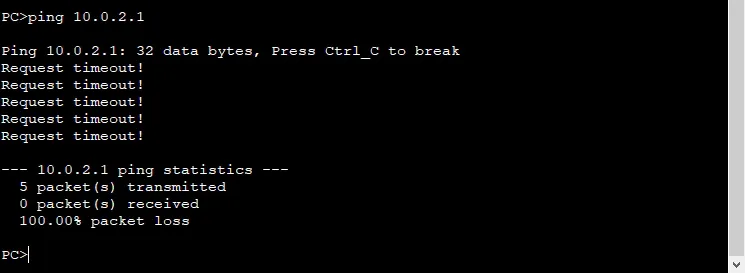 PC>ping 10.0.2.1
Ping 10.0.2.1: 32 data bytes, Press Ctrl_C to break
Request timeout!
Request timeout!
Request timeout!
Request timeout!
Request timeout!
--- 10.0.2.1 ping statistics ---
  5 packet(s) transmitted
  0 packet(s) received
  100.00% packet loss
PC>